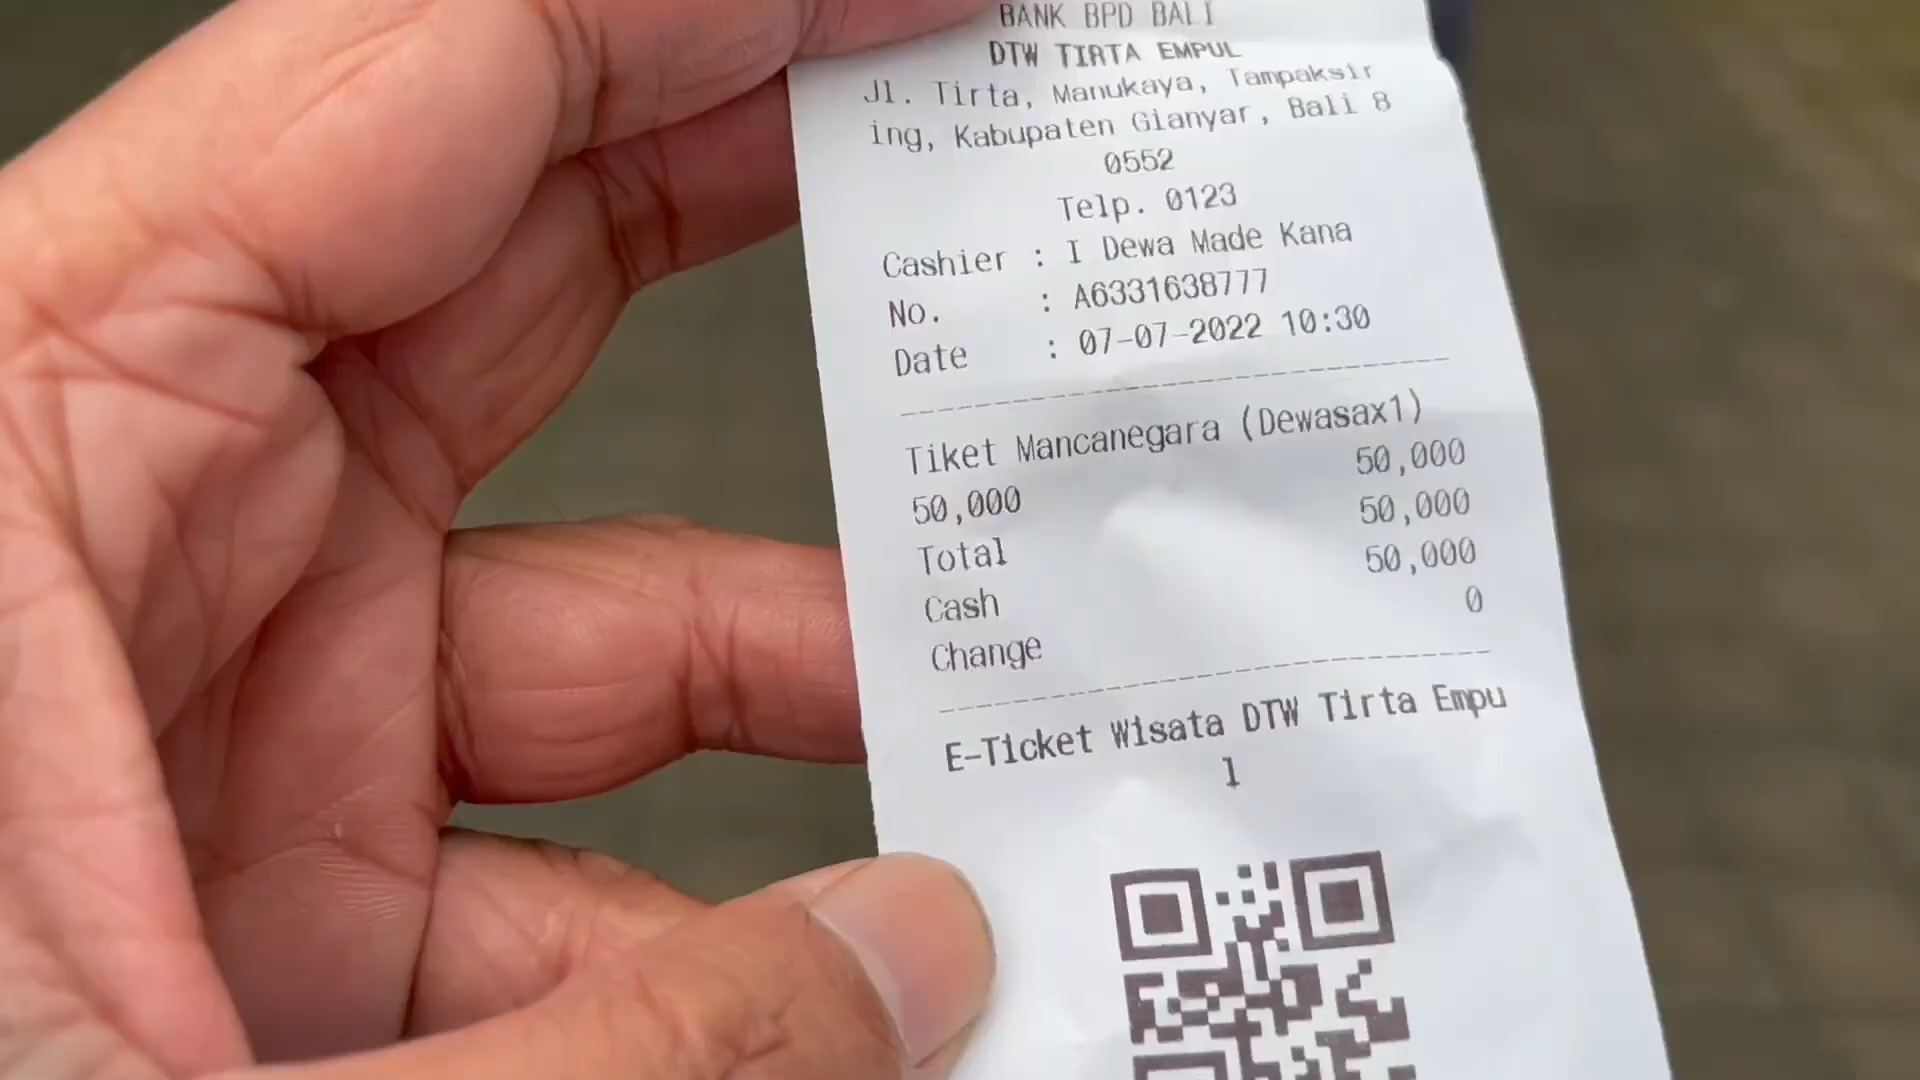 BANK BPD BALI
DTW TIRTA EMPUL
Jl. Tirta, Manukaya, Tampaksir
ing, Kabupaten Gianyar, Bali 8
0552
Telp. 0123
Cashier : I Dewa Made Kana
No. : A6331638777
Date : 07-07-2022 10:30
Tiket Mancanegara (Dewasax1)
50,000 50,000
Total 50,000
Cash 50,000
Change 0
E-Ticket Wisata DTW Tirta Empu
l